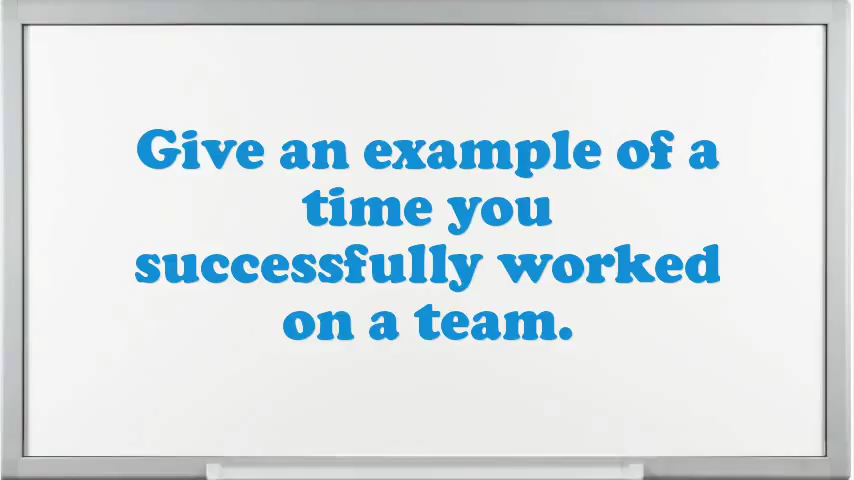 Give an example of a
time you
successfully worked
on a team.